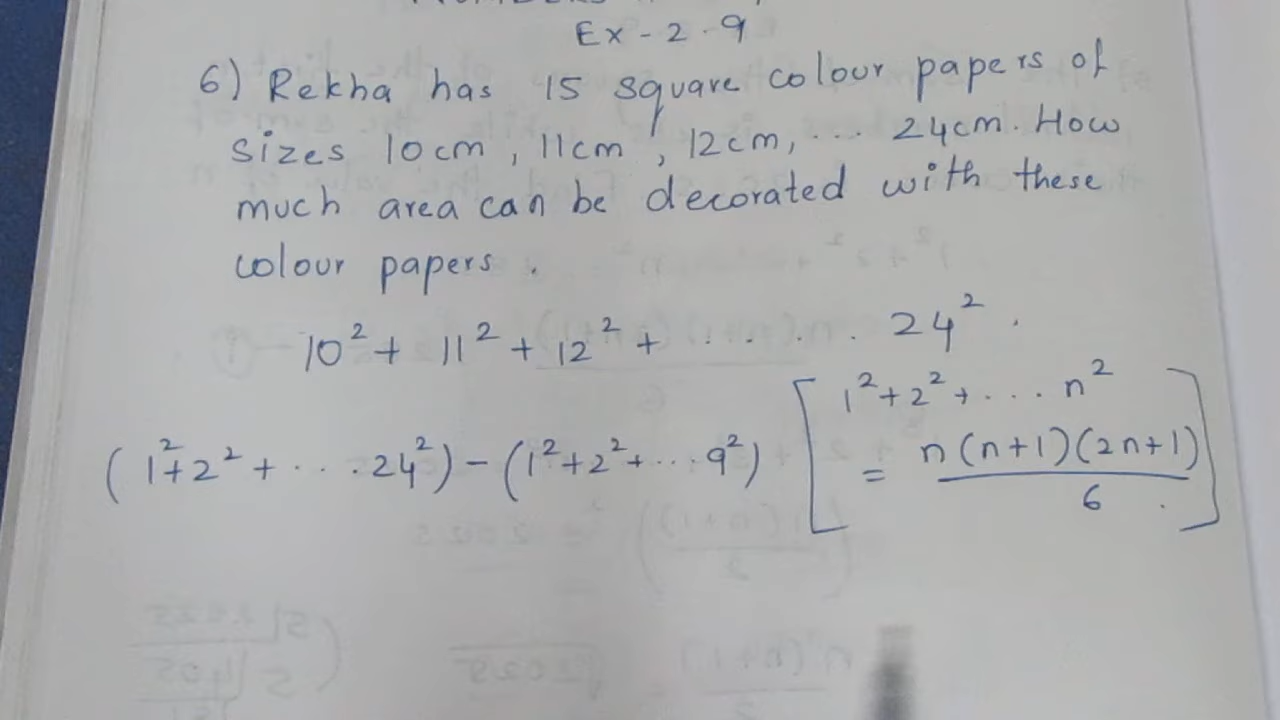 Ex - 2.9
6) Rekha has 15 square colour papers of
sizes 10cm, 11cm, 12cm, ... 24cm. How
much area can be decorated with these
colour papers.
10² + 11² + 12² + ..... 24².
(1² + 2² + ... 24²) - (1² + 2² + ... 9²) [1² + 2² + ... n²
= n(n+1)(2n+1)
6]